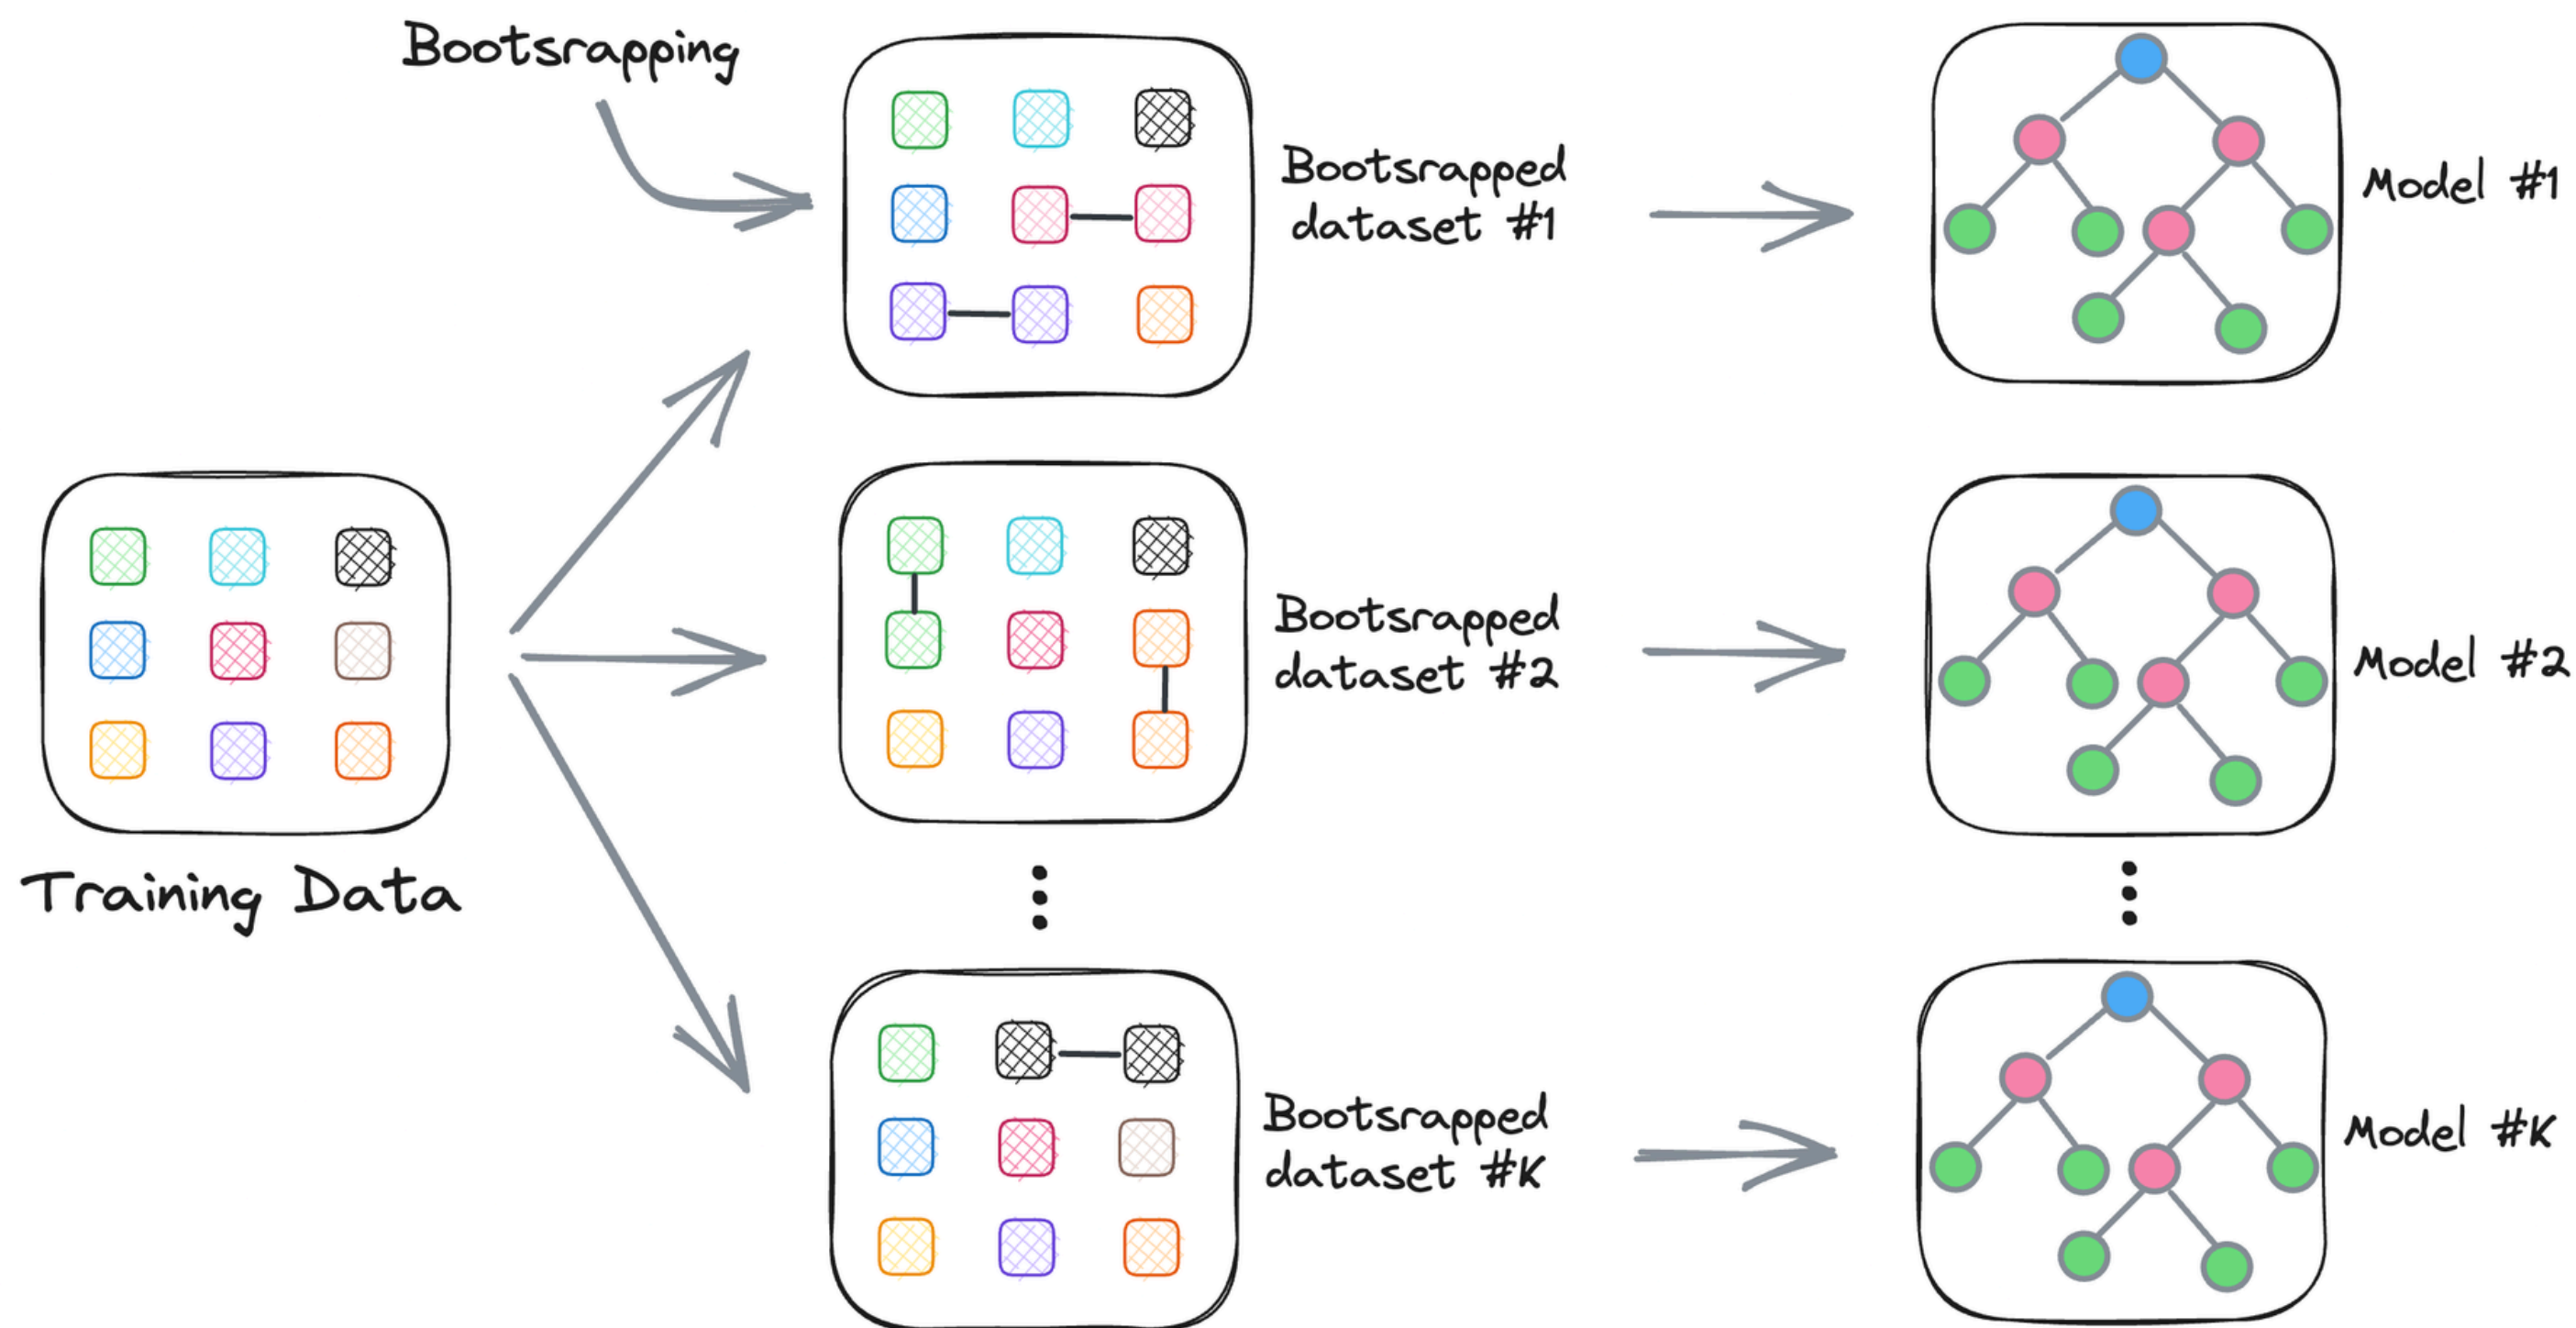 Bootsrapping
Bootsrapped
dataset #1
Model #1
Training Data
Bootsrapped
dataset #2
Model #2
Bootsrapped
dataset #K
Model #K